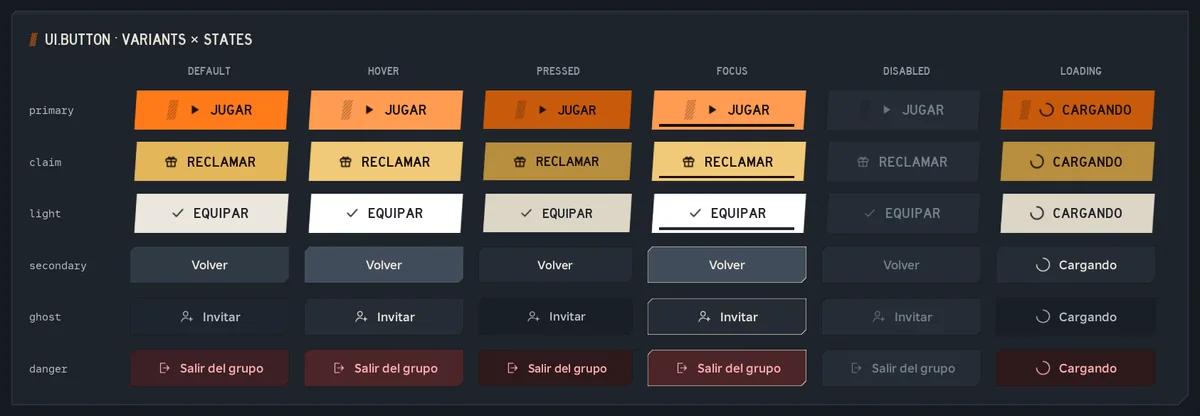 UI.BUTTON · VARIANTS × STATES
DEFAULT HOVER PRESSED FOCUS DISABLED LOADING
primary JUGAR JUGAR JUGAR JUGAR JUGAR CARGANDO
claim RECLAMAR RECLAMAR RECLAMAR RECLAMAR RECLAMAR CARGANDO
light EQUIPAR EQUIPAR EQUIPAR EQUIPAR EQUIPAR CARGANDO
secondary Volver Volver Volver Volver Volver Cargando
ghost Invitar Invitar Invitar Invitar Invitar Cargando
danger Salir del grupo Salir del grupo Salir del grupo Salir del grupo Salir del grupo Cargando